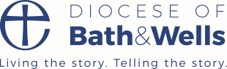 DIOCESE OF
Bath&Wells
Living the story. Telling the story.